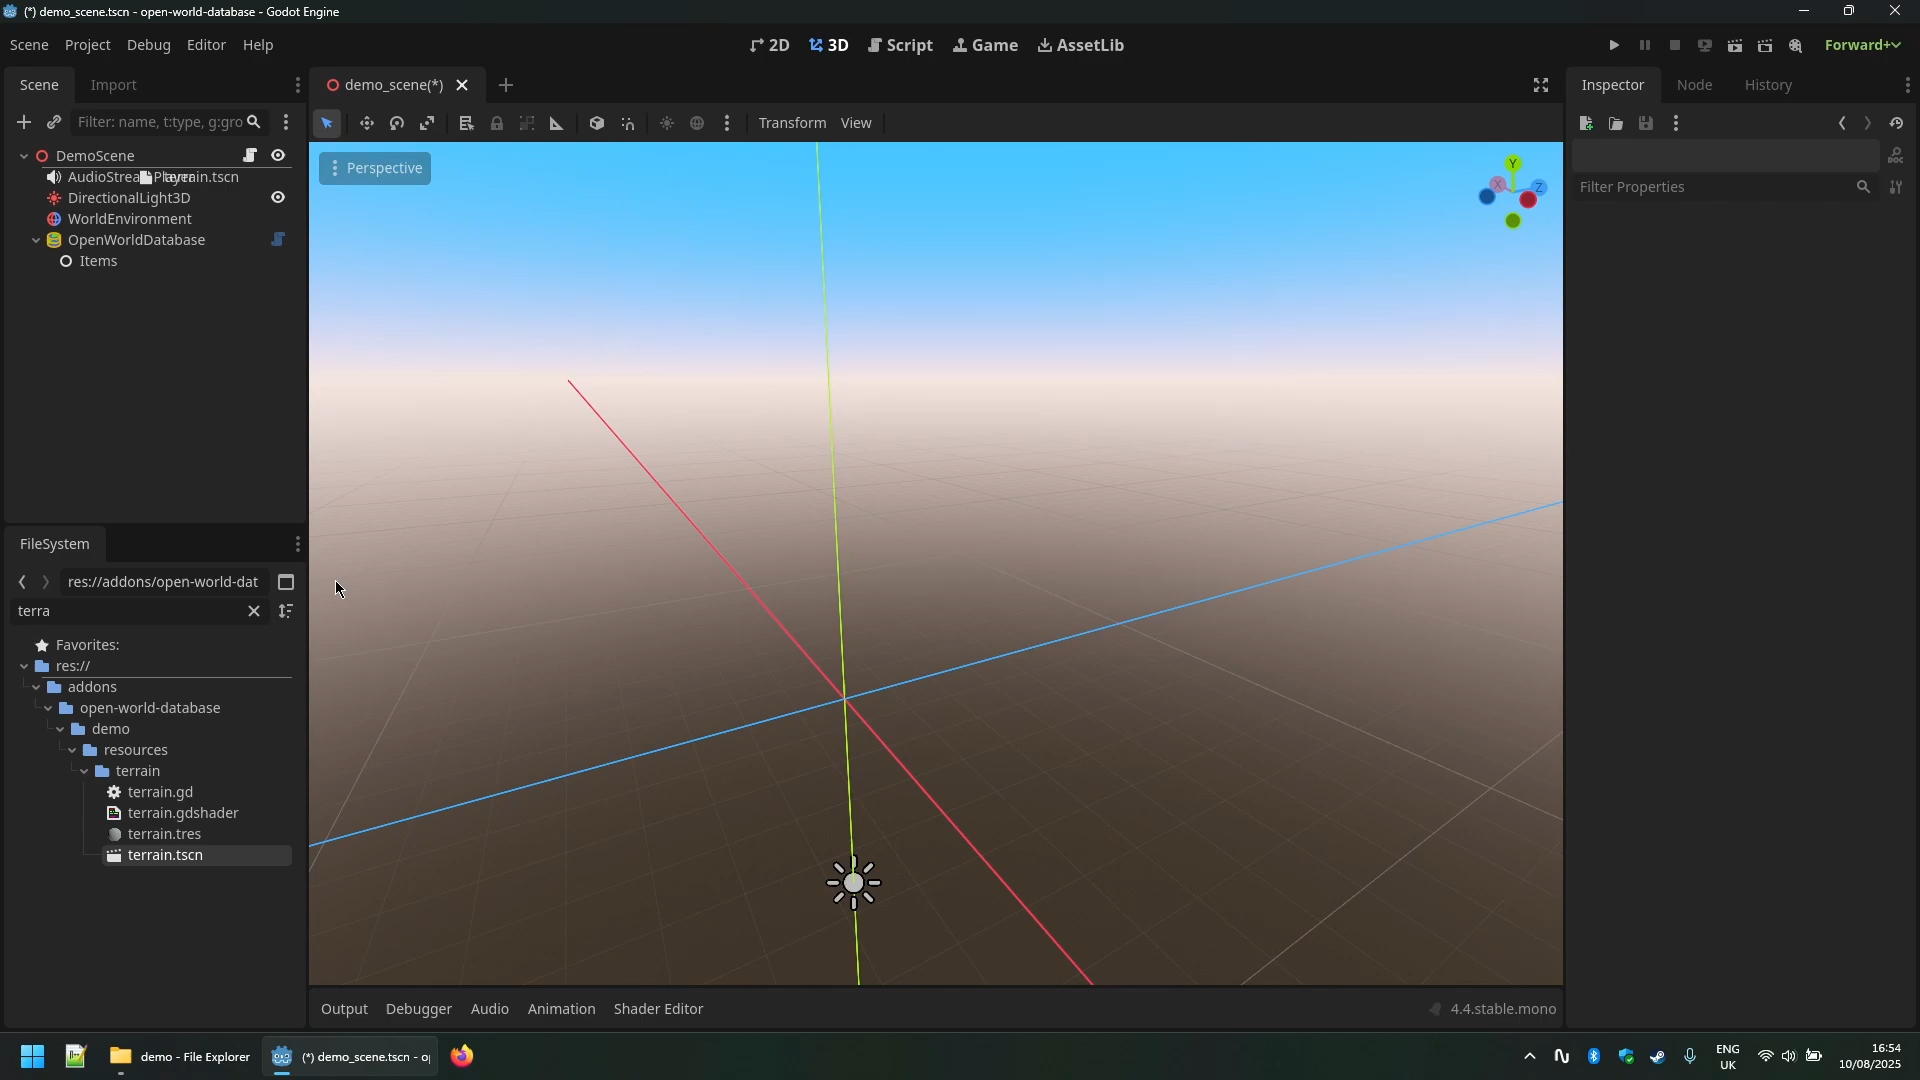 (*) demo_scene.tscn - open-world-database - Godot Engine
Scene Project Debug Editor Help
2D 3D Script Game AssetLib
Forward+
Scene Import
demo_scene(*)
Inspector Node History
Filter: name, t:type, g:gro
Transform View
DemoScene
Perspective
Y
X
Z
AudioStreamPlayer
terrain.tscn
Filter Properties
DirectionalLight3D
WorldEnvironment
OpenWorldDatabase
Items
FileSystem
res://addons/open-world-dat
terra
Favorites:
res://
addons
open-world-database
demo
resources
terrain
terrain.gd
terrain.gdshader
terrain.tres
terrain.tscn
Output Debugger Audio Animation Shader Editor
4.4.stable.mono
demo - File Explorer
(*) demo_scene.tscn - o
ENG
UK
16:54
10/08/2025